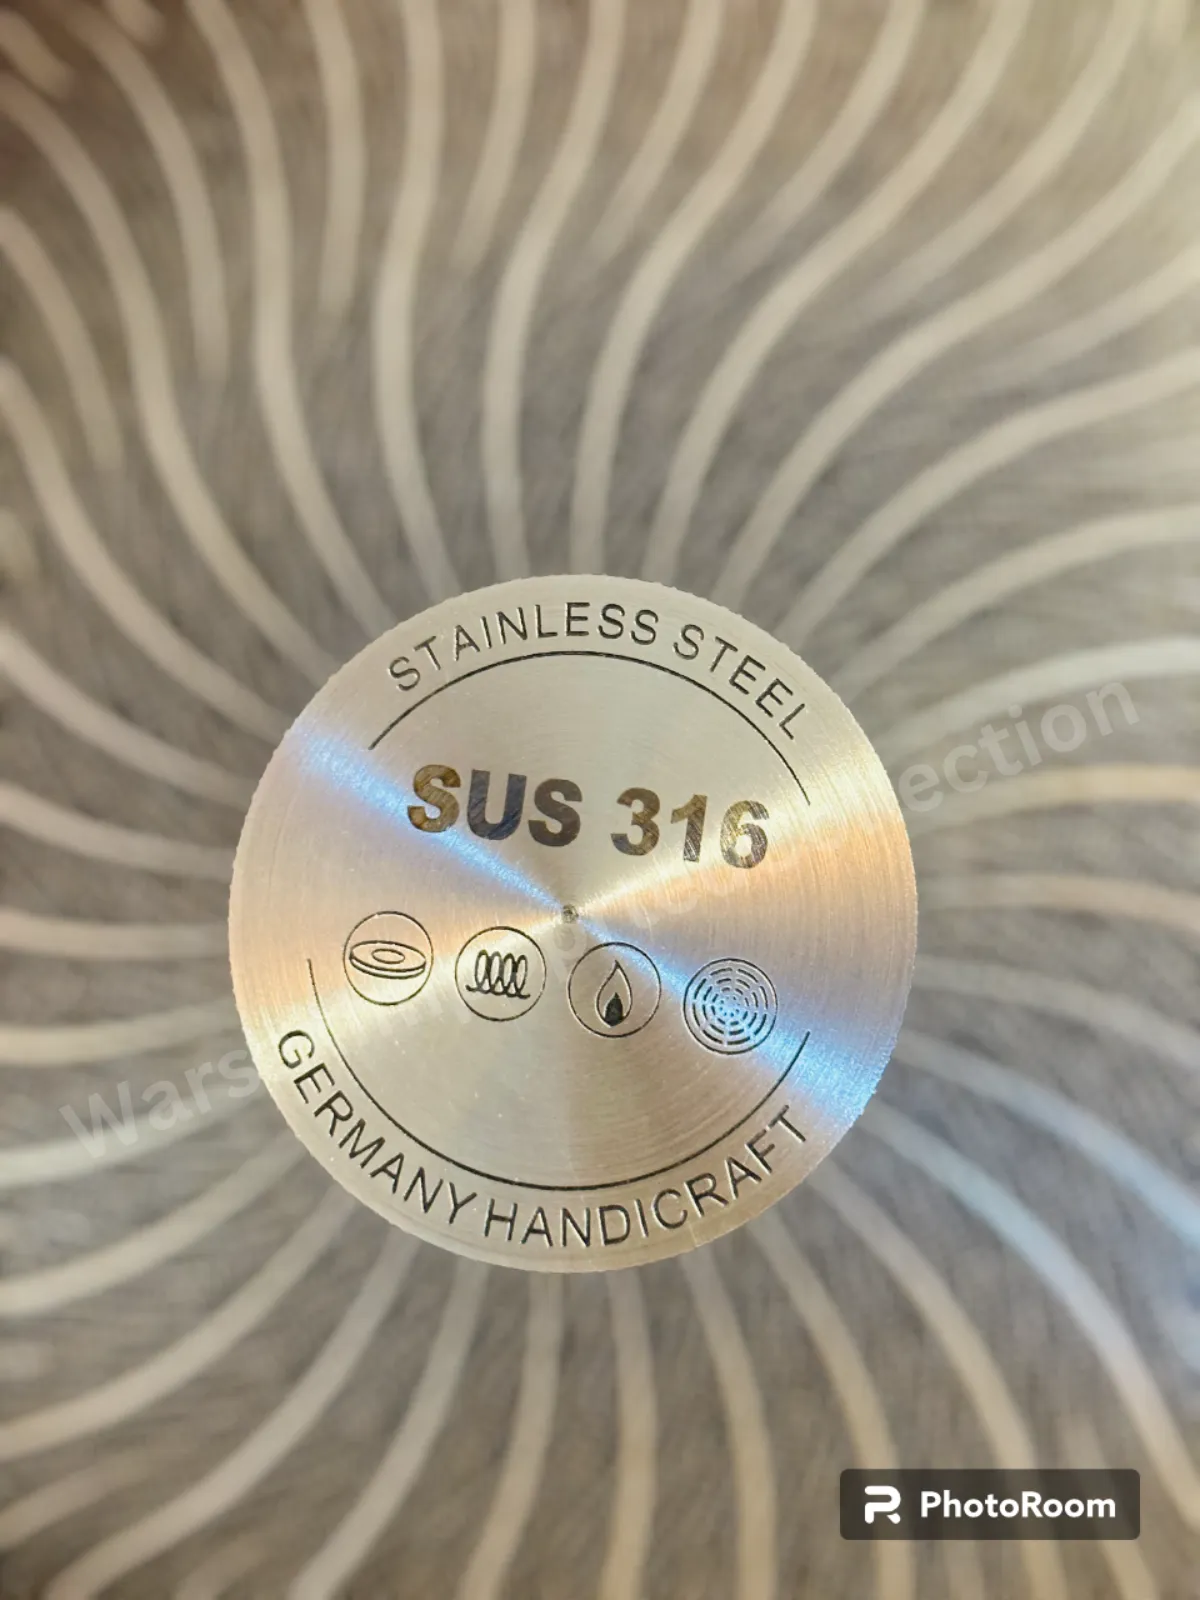 STAINLESS STEEL
SUS 316
GERMANY HANDICRAFT
PhotoRoom